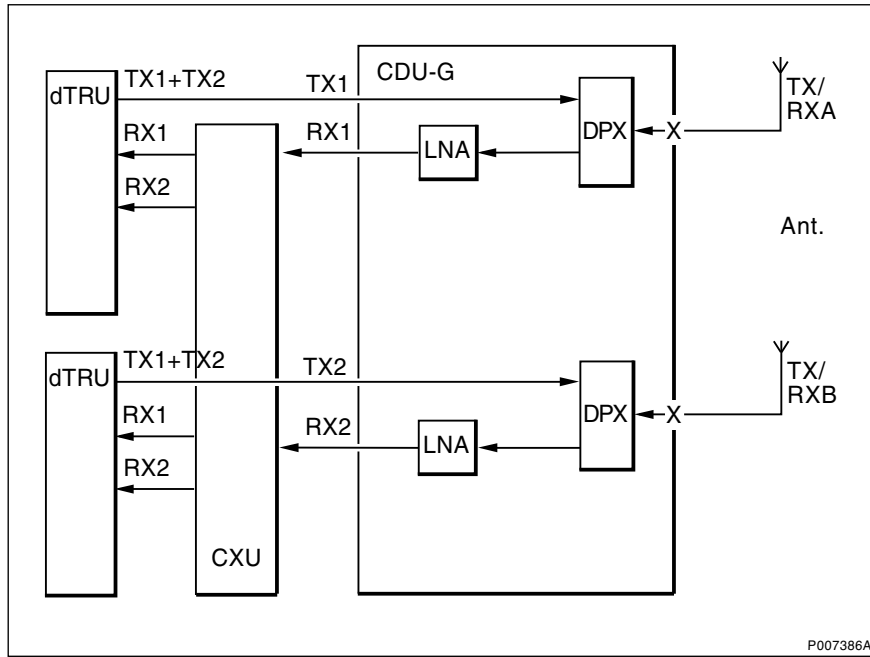 CDU-G
dTRU
TX1+TX2
TX1
TX/
RXA
RX1
RX1
LNA
DPX
X
RX2
Ant.
dTRU
TX1+TX2
TX2
TX/
RXB
RX1
RX2
LNA
DPX
X
RX2
CXU
P007386A